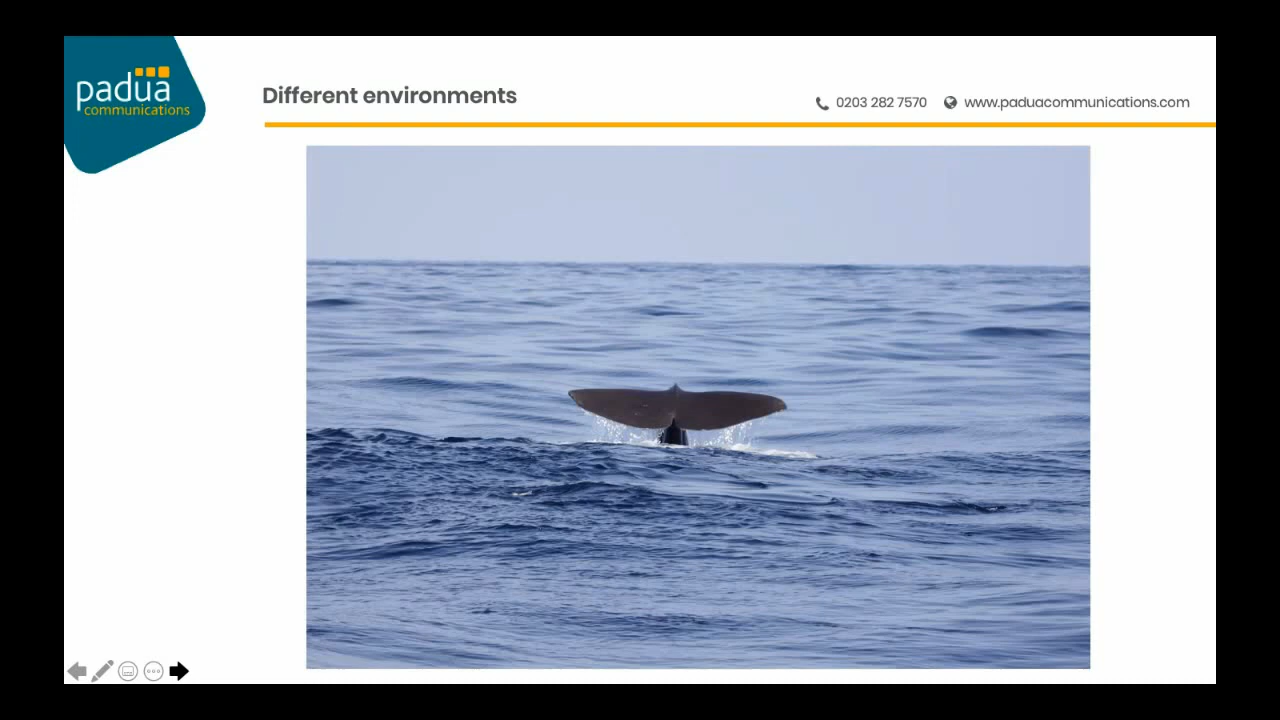 padua
communications
Different environments
0203 282 7570
www.paduacommunications.com